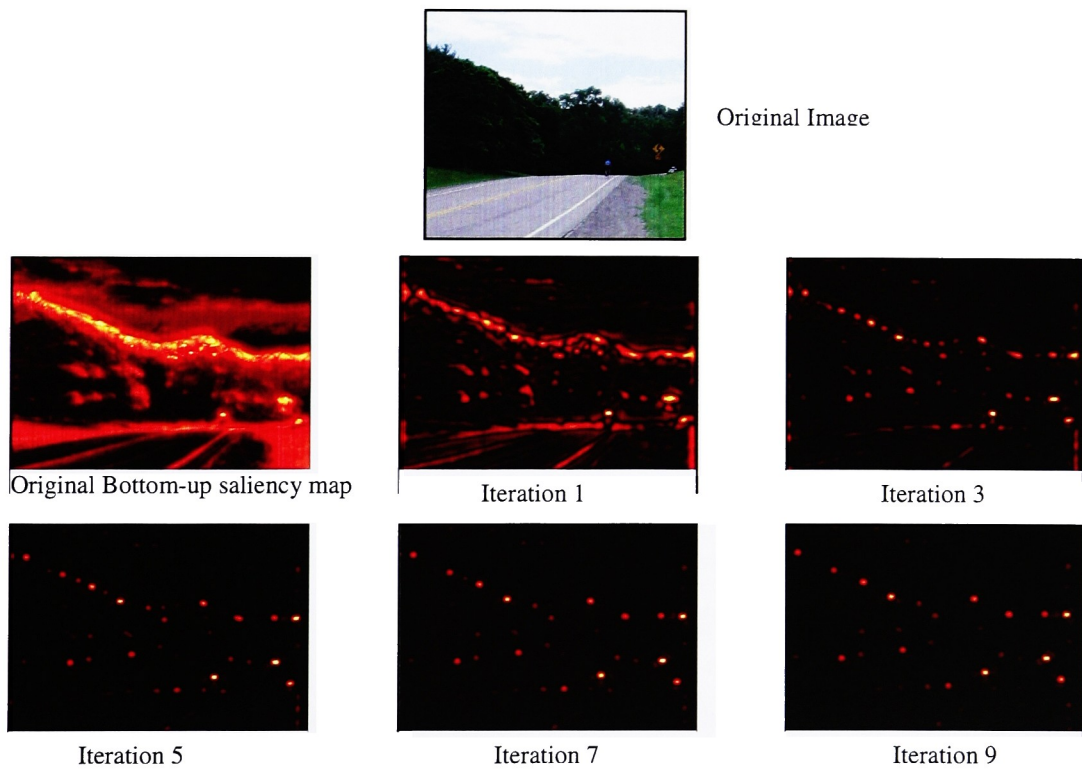 Original Image
Original Bottom-up saliency map
Iteration 1
Iteration 3
Iteration 5
Iteration 7
Iteration 9